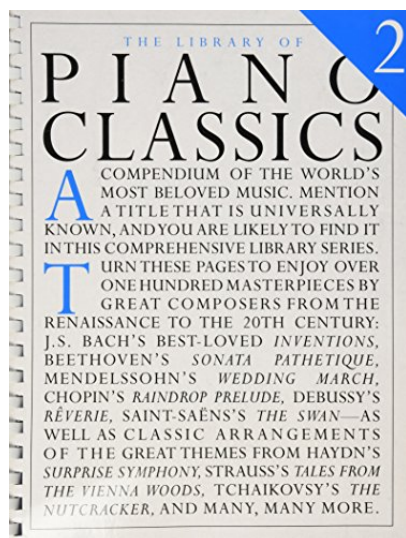 2
THE LIBRARY OF
PIANO
CLASSICS
A COMPENDIUM OF THE WORLD'S
MOST BELOVED MUSIC. MENTION
A TITLE THAT IS UNIVERSALLY
KNOWN, AND YOU ARE LIKELY TO FIND IT
IN THIS COMPREHENSIVE LIBRARY SERIES.
TURN THESE PAGES TO ENJOY OVER
ONE HUNDRED MASTERPIECES BY
GREAT COMPOSERS FROM THE
RENAISSANCE TO THE 20TH CENTURY:
J.S. BACH'S BEST-LOVED INVENTIONS,
BEETHOVEN'S SONATA PATHETIQUE,
MENDELSSOHN'S WEDDING MARCH,
CHOPIN'S RAINDROP PRELUDE, DEBUSSY'S
RÊVERIE, SAINT-SAËNS'S THE SWAN—AS
WELL AS CLASSIC ARRANGEMENTS
OF THE GREAT THEMES FROM HAYDN'S
SURPRISE SYMPHONY, STRAUSS'S TALES FROM
THE VIENNA WOODS, TCHAIKOVSY'S THE
NUTCRACKER, AND MANY, MANY MORE.